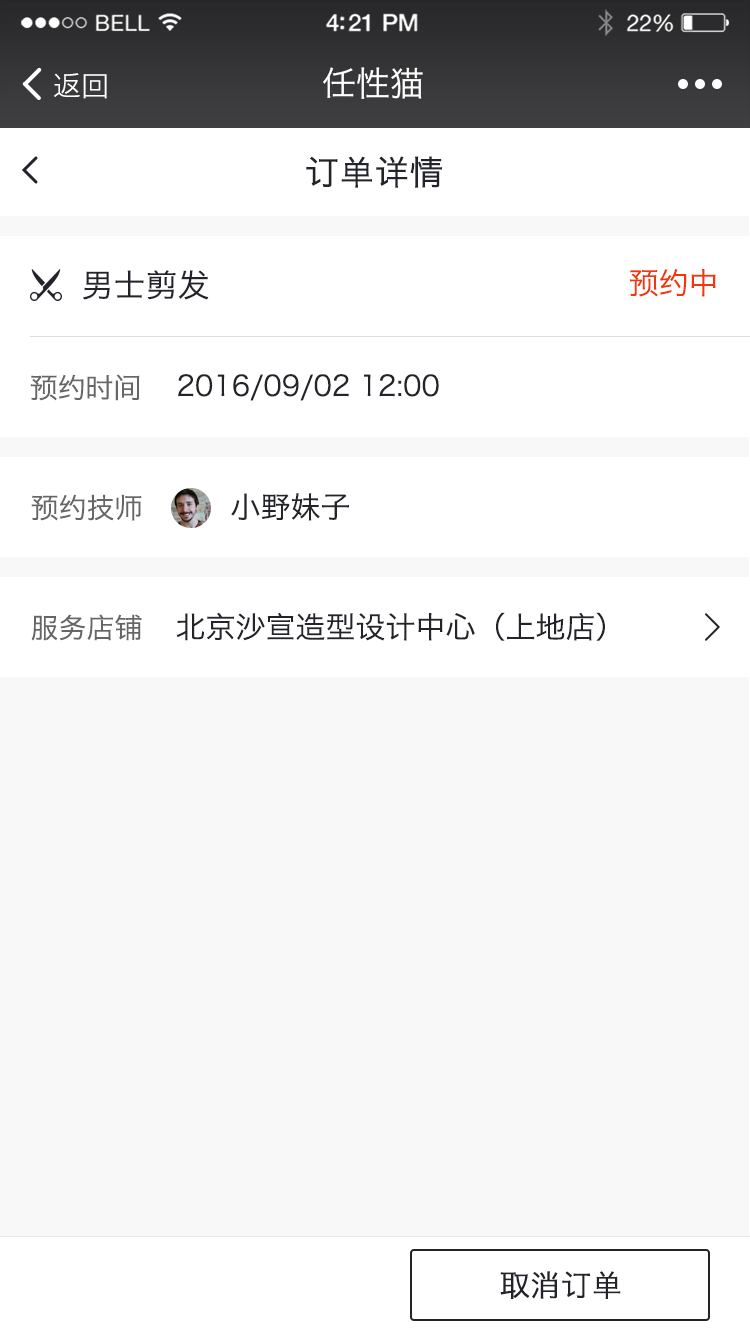 BELL 4:21 PM 22%
返回 任性猫
订单详情
男士剪发 预约中
预约时间 2016/09/02 12:00
预约技师 小野妹子
服务店铺 北京沙宣造型设计中心（上地店）
取消订单